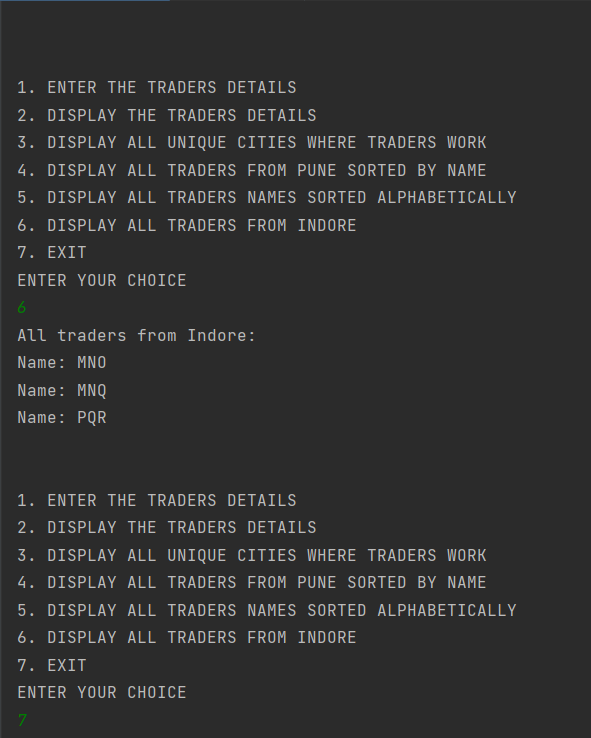 1. ENTER THE TRADERS DETAILS
2. DISPLAY THE TRADERS DETAILS
3. DISPLAY ALL UNIQUE CITIES WHERE TRADERS WORK
4. DISPLAY ALL TRADERS FROM PUNE SORTED BY NAME
5. DISPLAY ALL TRADERS NAMES SORTED ALPHABETICALLY
6. DISPLAY ALL TRADERS FROM INDORE
7. EXIT
ENTER YOUR CHOICE
6
All traders from Indore:
Name: MNO
Name: MNQ
Name: PQR
1. ENTER THE TRADERS DETAILS
2. DISPLAY THE TRADERS DETAILS
3. DISPLAY ALL UNIQUE CITIES WHERE TRADERS WORK
4. DISPLAY ALL TRADERS FROM PUNE SORTED BY NAME
5. DISPLAY ALL TRADERS NAMES SORTED ALPHABETICALLY
6. DISPLAY ALL TRADERS FROM INDORE
7. EXIT
ENTER YOUR CHOICE
7